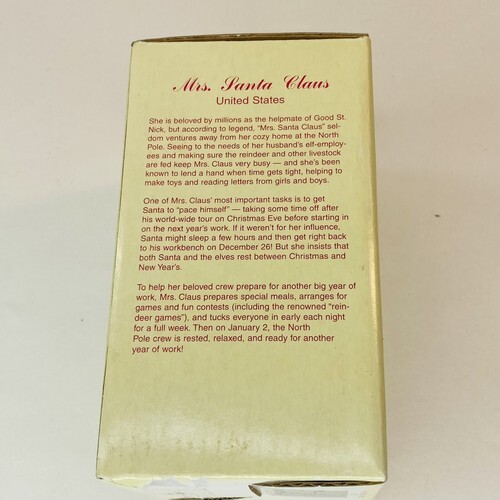 Mrs. Santa Claus
United States
She is beloved by millions as the helpmate of Good St.
Nick, but according to legend, “Mrs. Santa Claus” sel-
dom ventures away from her cozy home at the North
Pole. Seeing to the needs of her husband's elf-employ-
ees and making sure the reindeer and other livestock
are fed keep Mrs. Claus very busy — and she's been
known to lend a hand when time gets tight, helping to
make toys and reading letters from girls and boys.
One of Mrs. Claus' most important tasks is to get
Santa to “pace himself” — taking some time off after
his world-wide tour on Christmas Eve before starting in
on the next year's work. If it weren't for her influence,
Santa might sleep a few hours and then get right back
to his workbench on December 26! But she insists that
both Santa and the elves rest between Christmas and
New Year's.
To help her beloved crew prepare for another big year of
work, Mrs. Claus prepares special meals, arranges for
games and fun contests (including the renowned “rein-
deer games”), and tucks everyone in early each night
for a full week. Then on January 2, the North
Pole crew is rested, relaxed, and ready for another
year of work!